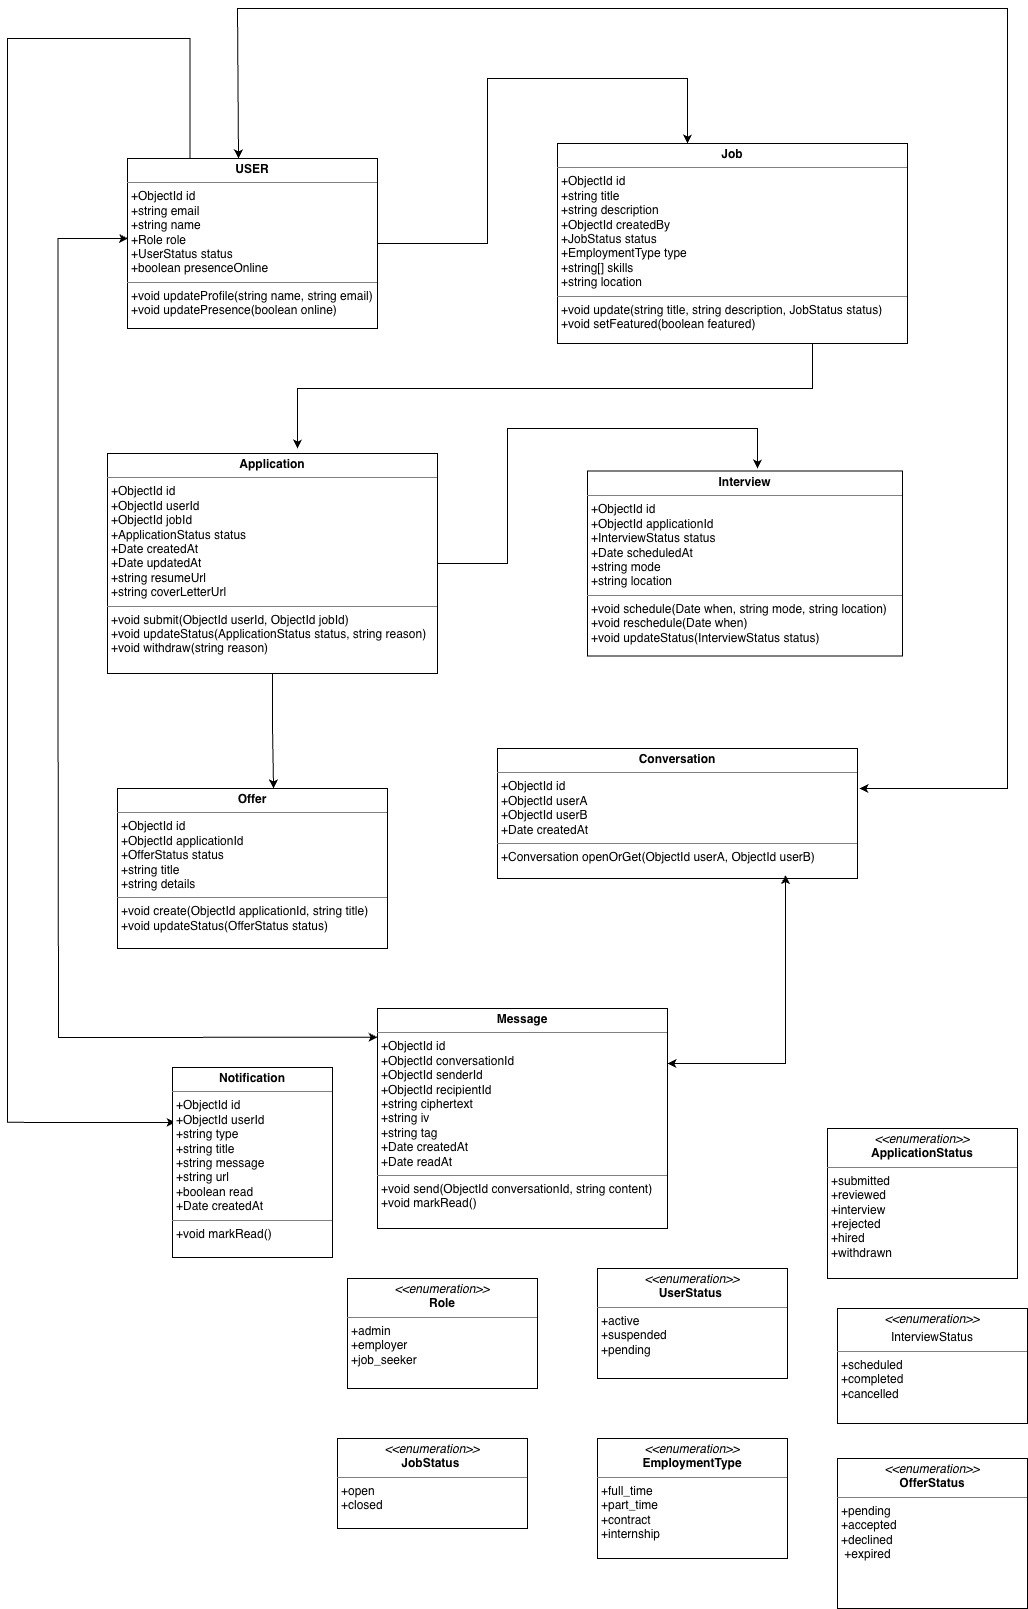 USER
+ObjectId id
+string email
+string name
+Role role
+UserStatus status
+boolean presenceOnline
+void updateProfile(string name, string email)
+void updatePresence(boolean online)
Job
+ObjectId id
+string title
+string description
+ObjectId createdBy
+JobStatus status
+EmploymentType type
+string[] skills
+string location
+void update(string title, string description, JobStatus status)
+void setFeatured(boolean featured)
Application
+ObjectId id
+ObjectId userId
+ObjectId jobId
+ApplicationStatus status
+Date createdAt
+Date updatedAt
+string resumeUrl
+string coverLetterUrl
+void submit(ObjectId userId, ObjectId jobId)
+void updateStatus(ApplicationStatus status, string reason)
+void withdraw(string reason)
Interview
+ObjectId id
+ObjectId applicationId
+InterviewStatus status
+Date scheduledAt
+string mode
+string location
+void schedule(Date when, string mode, string location)
+void reschedule(Date when)
+void updateStatus(InterviewStatus status)
Offer
+ObjectId id
+ObjectId applicationId
+OfferStatus status
+string title
+string details
+void create(ObjectId applicationId, string title)
+void updateStatus(OfferStatus status)
Conversation
+ObjectId id
+ObjectId userA
+ObjectId userB
+Date createdAt
+Conversation openOrGet(ObjectId userA, ObjectId userB)
Message
+ObjectId id
+ObjectId conversationId
+ObjectId senderId
+ObjectId recipientId
+string ciphertext
+string iv
+string tag
+Date createdAt
+Date readAt
+void send(ObjectId conversationId, string content)
+void markRead()
Notification
+ObjectId id
+ObjectId userId
+string type
+string title
+string message
+string url
+boolean read
+Date createdAt
+void markRead()
<<enumeration>>
ApplicationStatus
+submitted
+reviewed
+interview
+rejected
+hired
+withdrawn
<<enumeration>>
Role
+admin
+employer
+job_seeker
<<enumeration>>
UserStatus
+active
+suspended
+pending
<<enumeration>>
InterviewStatus
+scheduled
+completed
+cancelled
<<enumeration>>
JobStatus
+open
+closed
<<enumeration>>
EmploymentType
+full_time
+part_time
+contract
+internship
<<enumeration>>
OfferStatus
+pending
+accepted
+declined
+expired